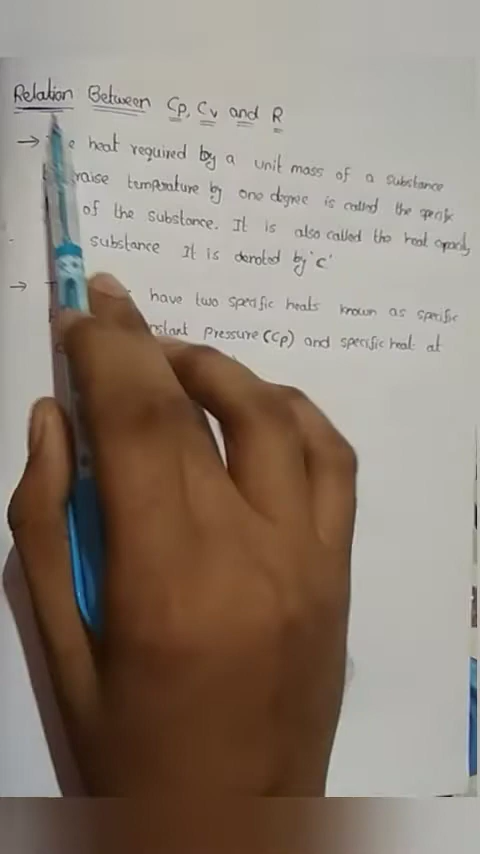 Relation Between Cp, Cv and R
→ heat required by a unit mass of a substance
raise temperature by one degree is called the specific
of the substance. It is also called the heat capacity
substance It is denoted by 'c'
→ have two specific heats known as specific
Pressure (Cp) and specific heat at